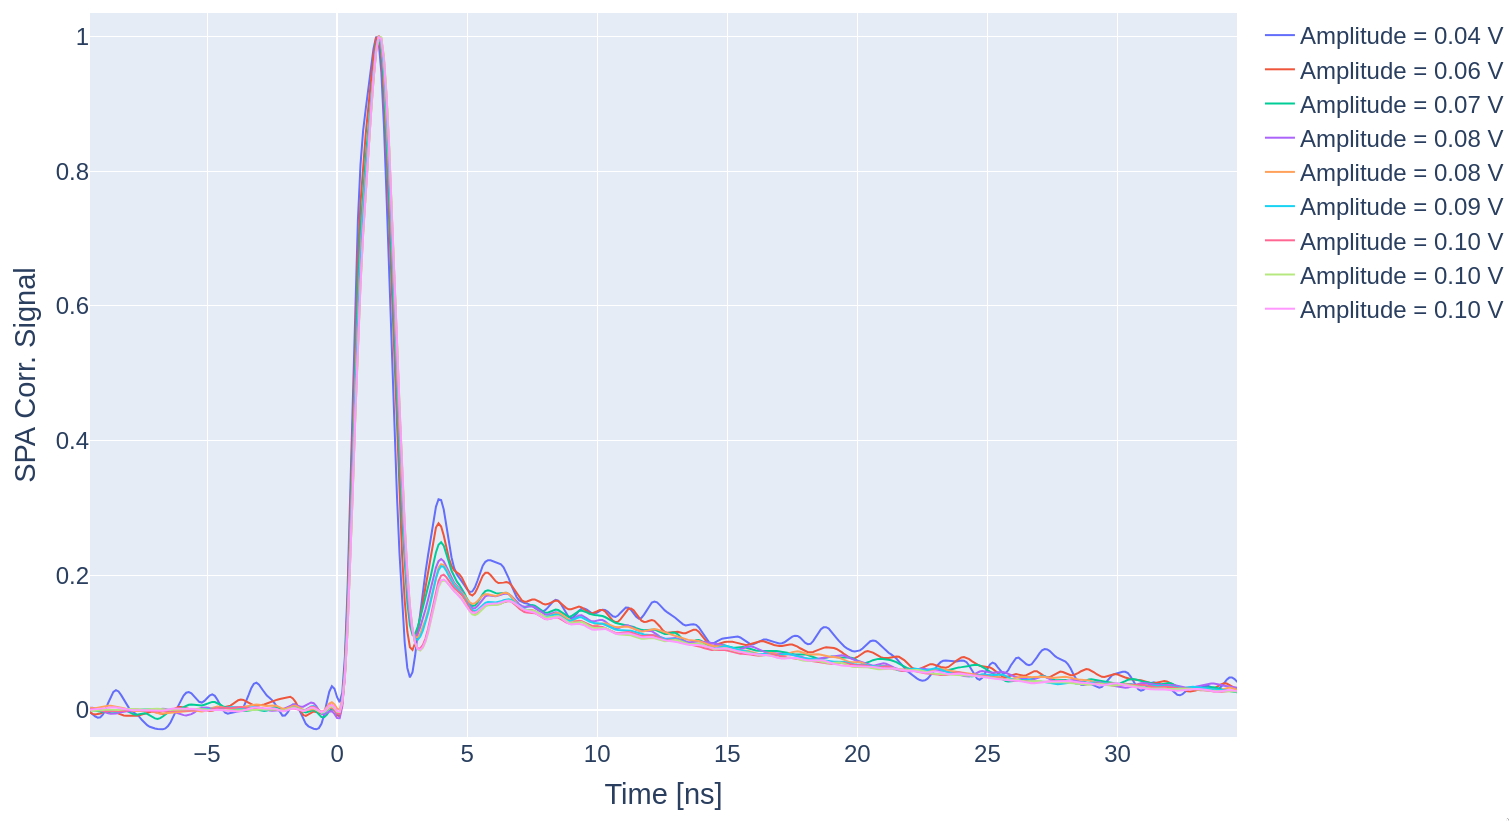 1
0.8
0.6
0.4
0.2
0
SPA Corr. Signal
−5
0
5
10
15
20
25
30
Time [ns]
Amplitude = 0.04 V
Amplitude = 0.06 V
Amplitude = 0.07 V
Amplitude = 0.08 V
Amplitude = 0.08 V
Amplitude = 0.09 V
Amplitude = 0.10 V
Amplitude = 0.10 V
Amplitude = 0.10 V